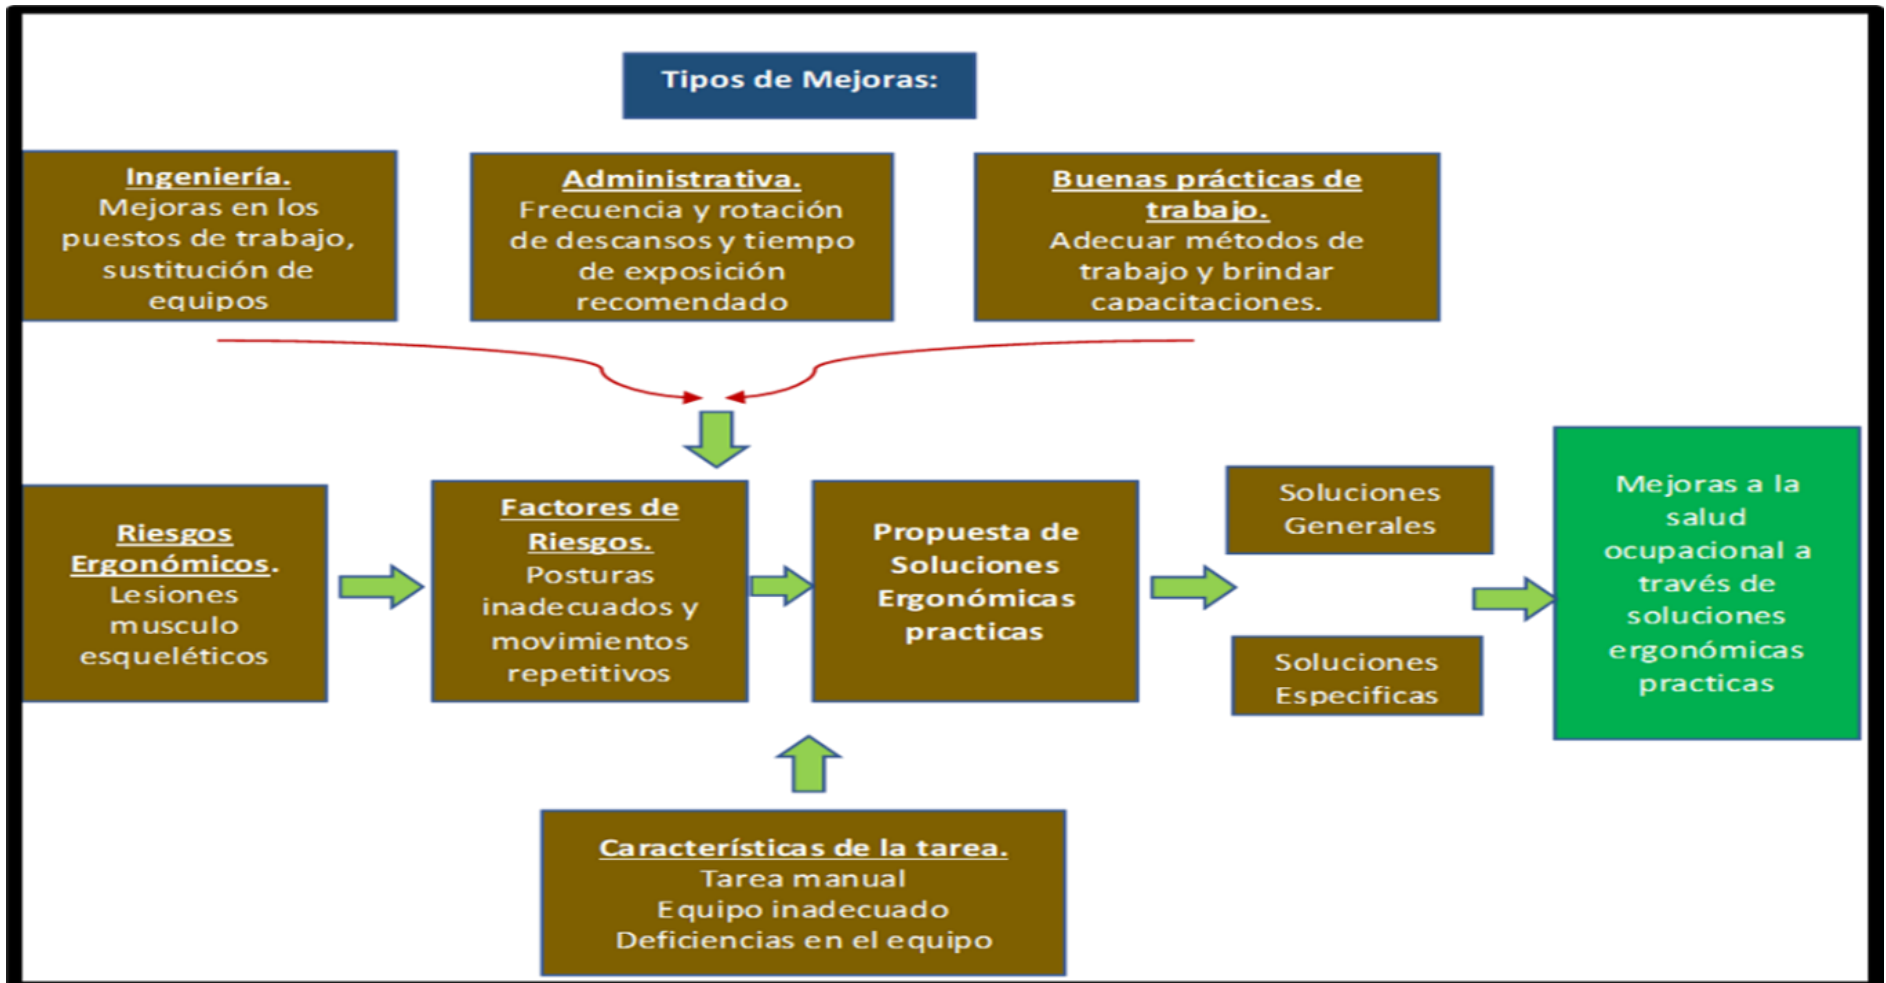 Tipos de Mejoras:
Ingeniería.
Mejoras en los
puestos de trabajo,
sustitución de
equipos
Administrativa.
Frecuencia y rotación
de descansos y tiempo
de exposición
recomendado
Buenas prácticas de
trabajo.
Adecuar métodos de
trabajo y brindar
capacitaciones.
Riesgos
Ergonómicos.
Lesiones
musculo
esqueléticos
Factores de
Riesgos.
Posturas
inadecuados y
movimientos
repetitivos
Propuesta de
Soluciones
Ergonómicas
practicas
Soluciones
Generales
Soluciones
Especificas
Mejoras a la
salud
ocupacional a
través de
soluciones
ergonómicas
practicas
Características de la tarea.
Tarea manual
Equipo inadecuado
Deficiencias en el equipo